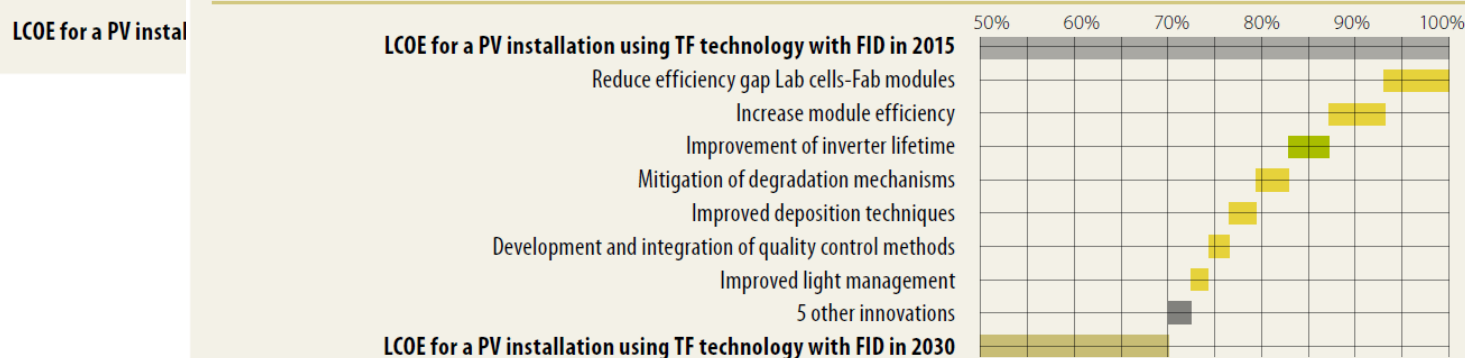 LCOE for a PV instal
50% 60% 70% 80% 90% 100%
LCOE for a PV installation using TF technology with FID in 2015
Reduce efficiency gap Lab cells-Fab modules
Increase module efficiency
Improvement of inverter lifetime
Mitigation of degradation mechanisms
Improved deposition techniques
Development and integration of quality control methods
Improved light management
5 other innovations
LCOE for a PV installation using TF technology with FID in 2030